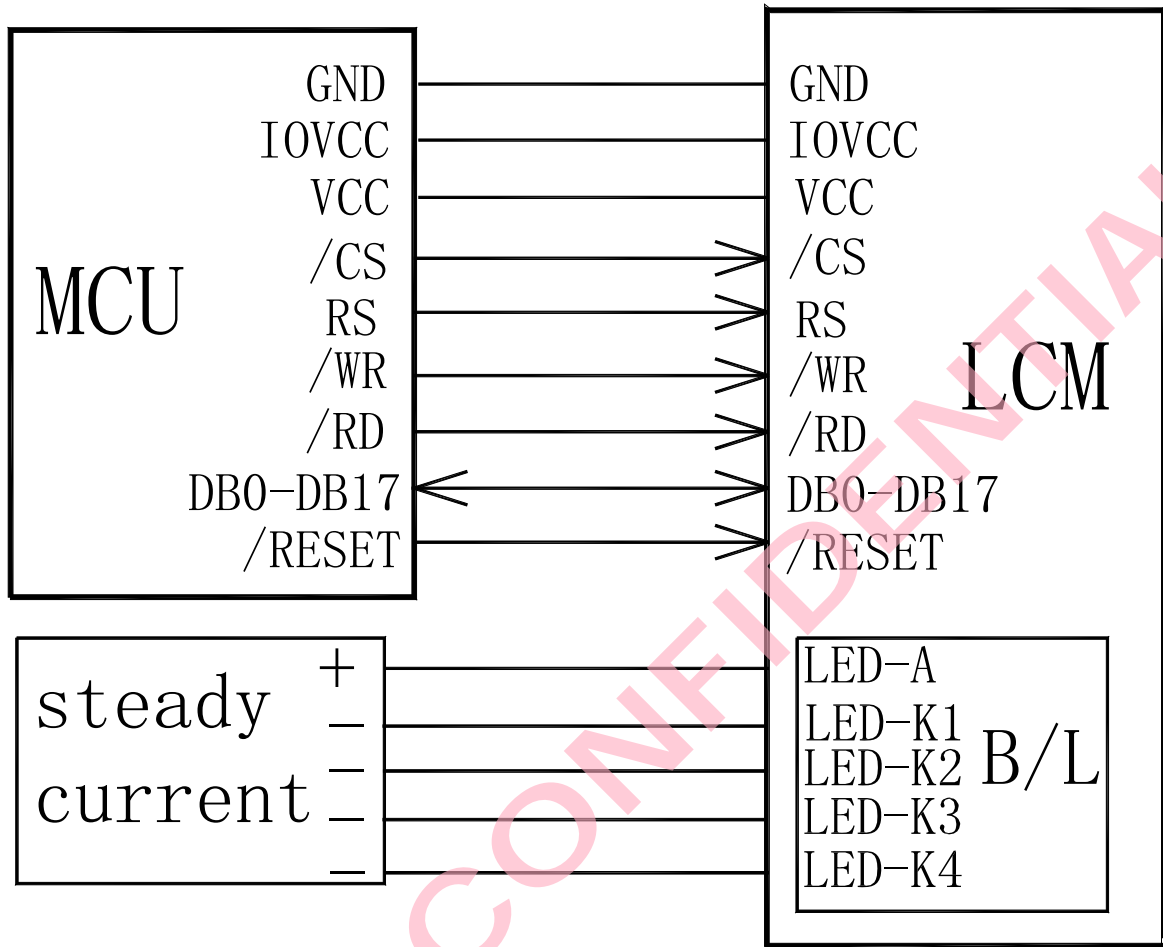 GND GND
IOVCC IOVCC
VCC VCC
/CS /CS
RS RS
MCU
/WR /WR
LCM
/RD /RD
DB0-DB17 DB0-DB17
/RESET /RESET
+ LED-A
steady
− LED-K1
− LED-K2 B/L
current
− LED-K3
− LED-K4
CONFIDENTIAL